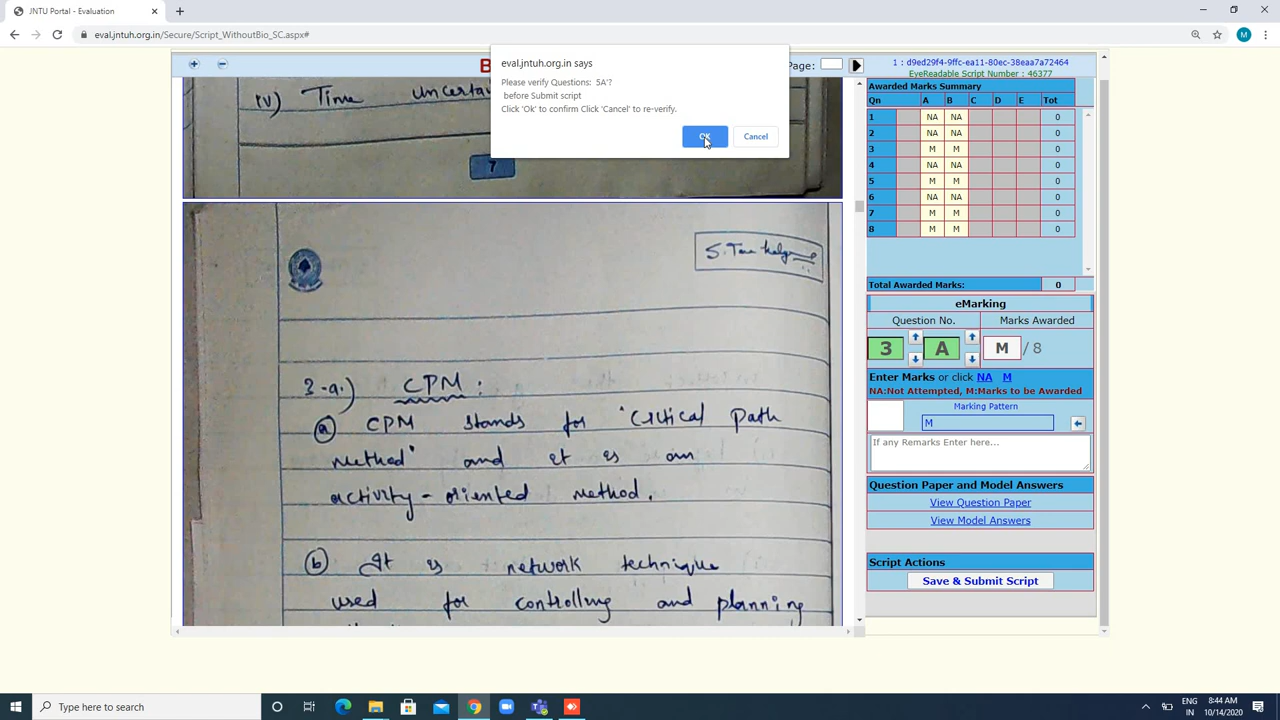 JNTU Portal - Evaluation
eval.jntuh.org.in/Secure/Script_WithoutBio_SC.aspx#
M
eval.jntuh.org.in says
Please verify Questions: 5A'?
before Submit script
Click 'Ok' to confirm Click 'Cancel' to re-verify.
OK
Cancel
B
Page:
1 : d9ed29f4-9ffc-ea11-80ec-38eaa7a72464
EyeReadable Script Number : 46377
Awarded Marks Summary
Qn A B C D E Tot
1 NA NA 0
2 NA NA 0
3 M M 0
4 NA NA 0
5 M M 0
6 NA NA 0
7 M M 0
8 M M 0
Total Awarded Marks: 0
eMarking
Question No. Marks Awarded
3 A M / 8
Enter Marks or click NA M
NA:Not Attempted, M:Marks to be Awarded
Marking Pattern
M
If any Remarks Enter here...
Question Paper and Model Answers
View Question Paper
View Model Answers
Script Actions
Save & Submit Script
(V) Time
7
3.a.) CPM :
(a) CPM stands for 'Critical Path
Method' and it is an
activity - oriented method.
(b) It is network technique
used for controlling and planning
Type here to search
ENG
IN
8:44 AM
10/14/2020